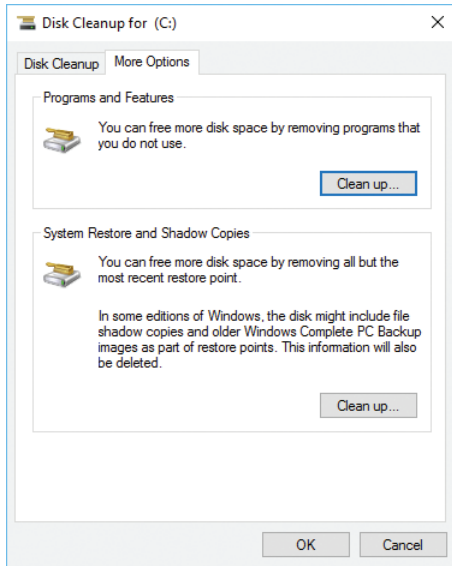 Disk Cleanup for (C:)
Disk Cleanup
More Options
Programs and Features
You can free more disk space by removing programs that
you do not use.
Clean up...
System Restore and Shadow Copies
You can free more disk space by removing all but the
most recent restore point.
In some editions of Windows, the disk might include file
shadow copies and older Windows Complete PC Backup
images as part of restore points. This information will also
be deleted.
Clean up...
OK
Cancel